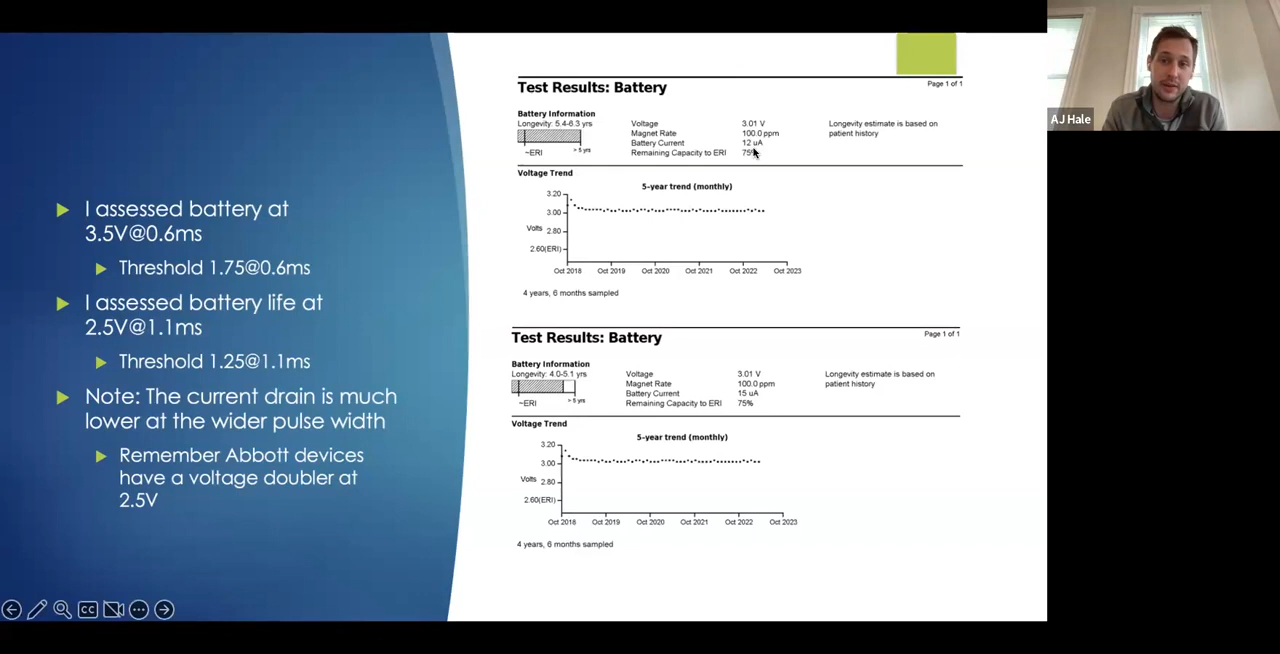 I assessed battery at
3.5V@0.6ms
Threshold 1.75@0.6ms
I assessed battery life at
2.5V@1.1ms
Threshold 1.25@1.1ms
Note: The current drain is much
lower at the wider pulse width
Remember Abbott devices
have a voltage doubler at
2.5V
CC
Test Results: Battery
Page 1 of 1
Battery Information
Longevity: 5.4-6.3 yrs
~ERI
> 5 yrs
Voltage 3.01 V
Magnet Rate 100.0 ppm
Battery Current 12 uA
Remaining Capacity to ERI 75%
Longevity estimate is based on
patient history
Voltage Trend
5-year trend (monthly)
3.20
3.00
Volts 2.80
2.60(ERI)
Oct 2018 Oct 2019 Oct 2020 Oct 2021 Oct 2022 Oct 2023
4 years, 6 months sampled
Test Results: Battery
Page 1 of 1
Battery Information
Longevity: 4.0-5.1 yrs
~ERI
> 5 yrs
Voltage 3.01 V
Magnet Rate 100.0 ppm
Battery Current 15 uA
Remaining Capacity to ERI 75%
Longevity estimate is based on
patient history
Voltage Trend
5-year trend (monthly)
3.20
3.00
Volts 2.80
2.60(ERI)
Oct 2018 Oct 2019 Oct 2020 Oct 2021 Oct 2022 Oct 2023
4 years, 6 months sampled
AJ Hale